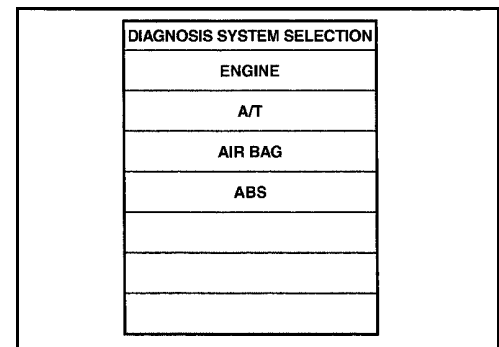 DIAGNOSIS SYSTEM SELECTION
ENGINE
A/T
AIR BAG
ABS